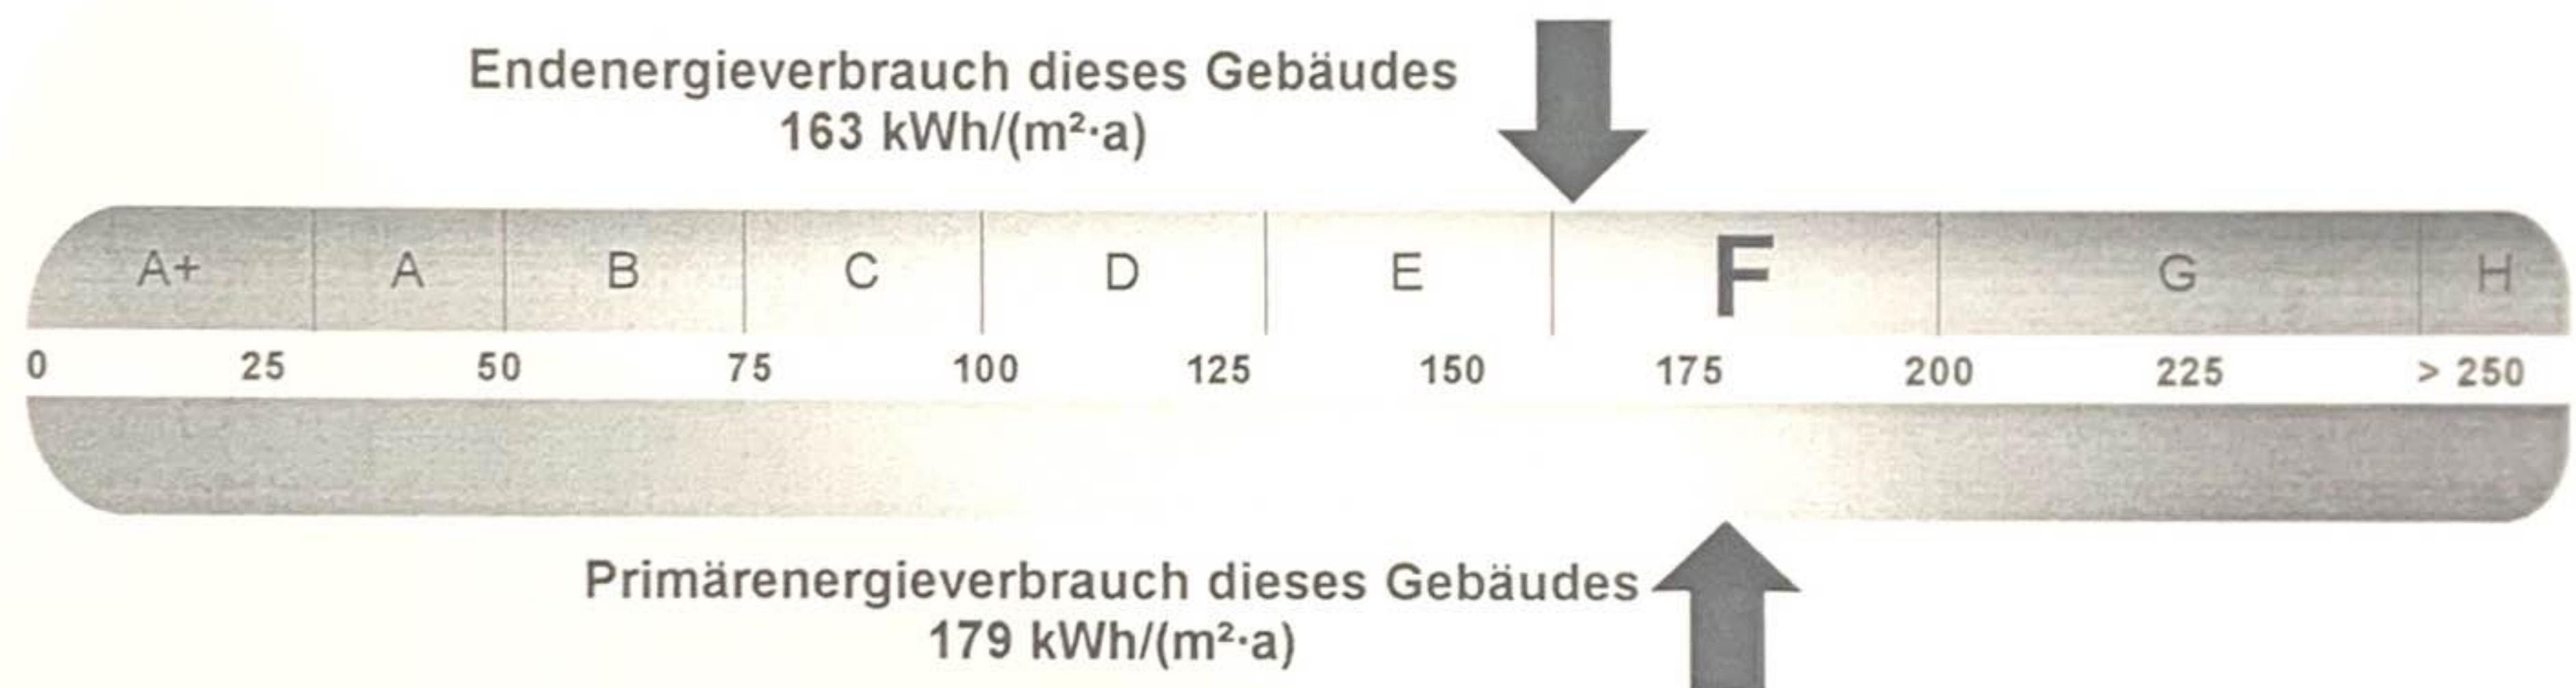 Endenergieverbrauch dieses Gebäudes
163 kWh/(m²·a)
A+ A B C D E F G H
0 25 50 75 100 125 150 175 200 225 > 250
Primärenergieverbrauch dieses Gebäudes
179 kWh/(m²·a)